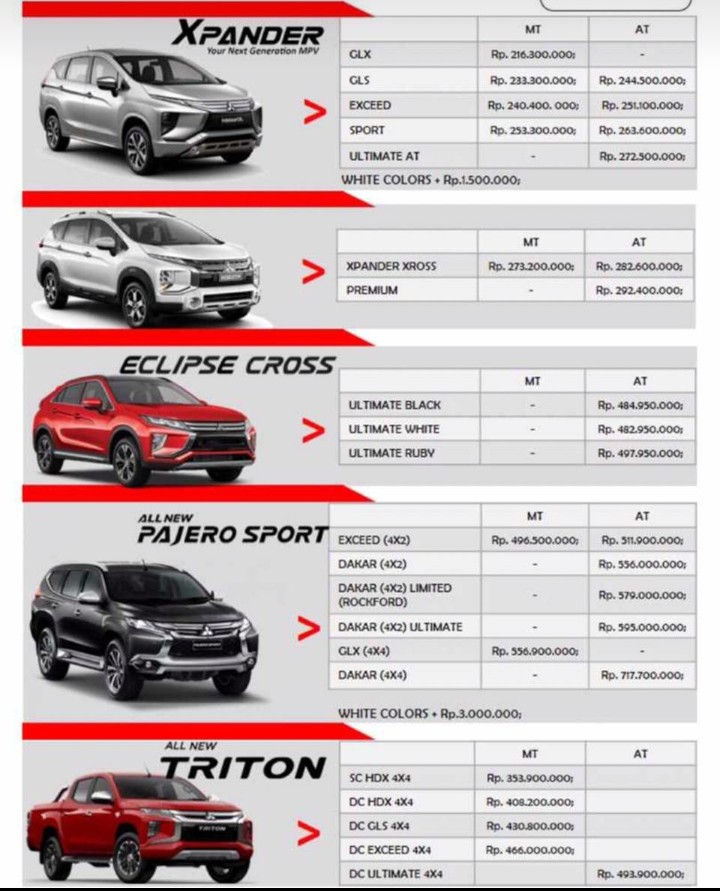 XPANDER
Your Next Generation MPV
MT AT
GLX Rp. 216.300.000; -
GLS Rp. 233.300.000; Rp. 244.500.000;
EXCEED Rp. 240.400. 000; Rp. 251.100.000;
SPORT Rp. 253.300.000; Rp. 263.600.000;
ULTIMATE AT - Rp. 272.500.000;
WHITE COLORS + Rp.1.500.000;
MT AT
XPANDER XROSS Rp. 273.200.000; Rp. 282.600.000;
PREMIUM - Rp. 292.400.000;
ECLIPSE CROSS
MT AT
ULTIMATE BLACK - Rp. 484.950.000;
ULTIMATE WHITE - Rp. 482.950.000;
ULTIMATE RUBY - Rp. 497.950.000;
ALL NEW
PAJERO SPORT
MT AT
EXCEED (4X2) Rp. 496.500.000; Rp. 511.900.000;
DAKAR (4X2) - Rp. 556.000.000;
DAKAR (4X2) LIMITED
(ROCKFORD) - Rp. 579.000.000;
DAKAR (4X2) ULTIMATE - Rp. 595.000.000;
GLX (4X4) Rp. 556.900.000; -
DAKAR (4X4) - Rp. 717.700.000;
WHITE COLORS + Rp.3.000.000;
ALL NEW
TRITON
MT AT
SC HDX 4X4 Rp. 353.900.000;
DC HDX 4X4 Rp. 408.200.000;
DC GLS 4X4 Rp. 430.800.000;
DC EXCEED 4X4 Rp. 466.000.000;
DC ULTIMATE 4X4 Rp. 493.900.000;
TRITON